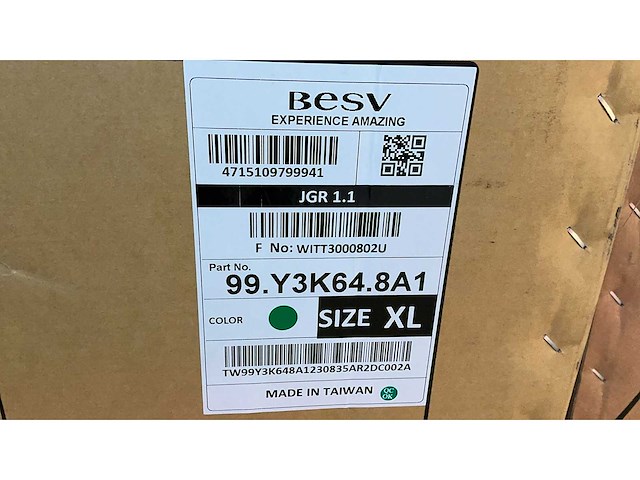 BESV
EXPERIENCE AMAZING
4715109799941
JGR 1.1
F No: WITT3000802U
Part No.
99.Y3K64.8A1
COLOR SIZE XL
TW99Y3K648A1230835AR2DC002A
MADE IN TAIWAN QC
OK